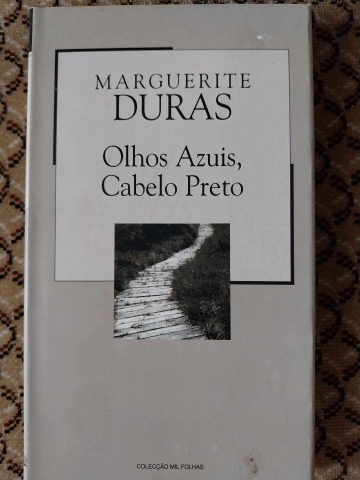 MARGUERITE
DURAS
Olhos Azuis,
Cabelo Preto
COLECÇÃO MIL FOLHAS